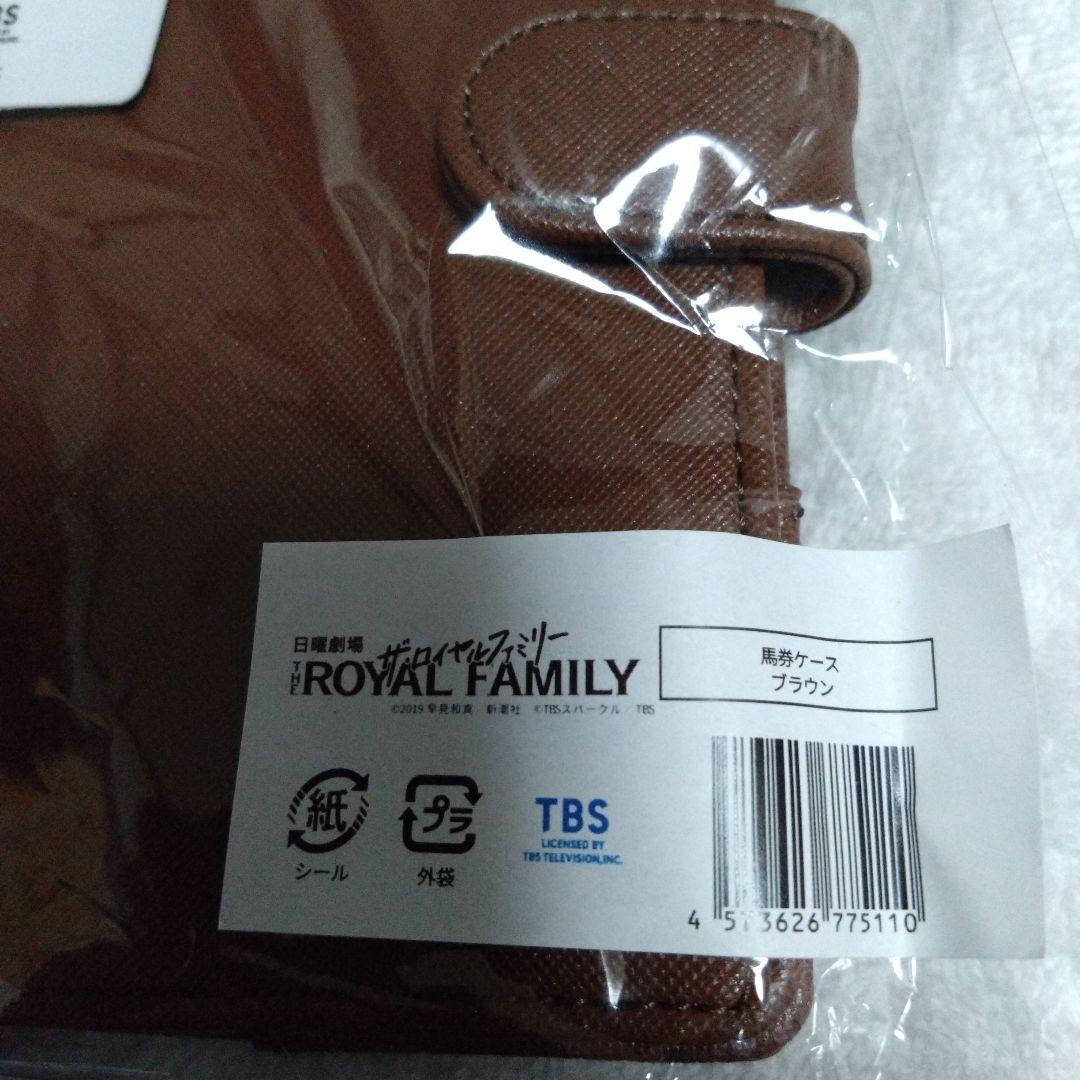 BS
日曜劇場
ザ・ロイヤルファミリー
THE ROYAL FAMILY
©2019 早見和真／新潮社 ©TBSスパークル／TBS
馬券ケース
ブラウン
紙
シール
プラ
外袋
TBS
LICENSED BY
TBS TELEVISION,INC.
4 573626 775110